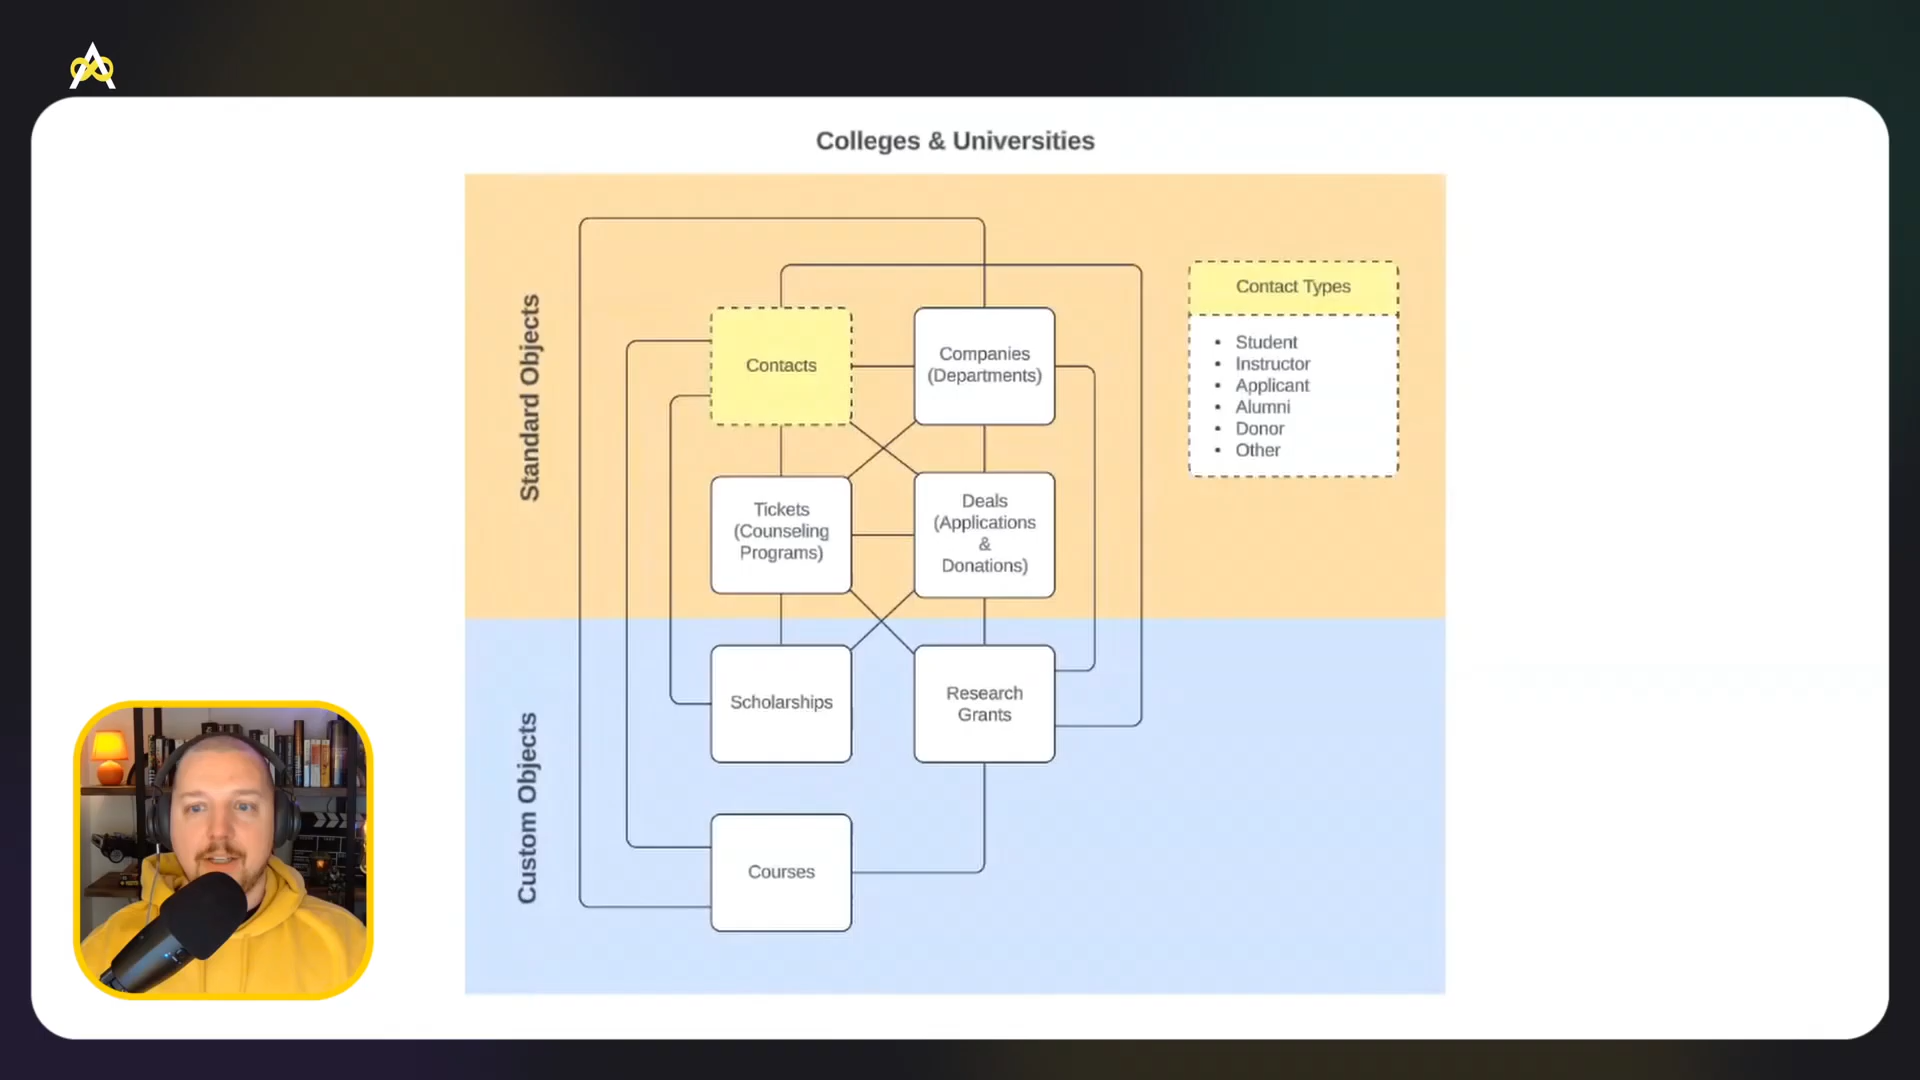 Colleges & Universities
Standard Objects
Contacts
Companies
(Departments)
Contact Types
• Student
• Instructor
• Applicant
• Alumni
• Donor
• Other
Tickets
(Counseling
Programs)
Deals
(Applications
&
Donations)
Custom Objects
Scholarships
Research
Grants
Courses